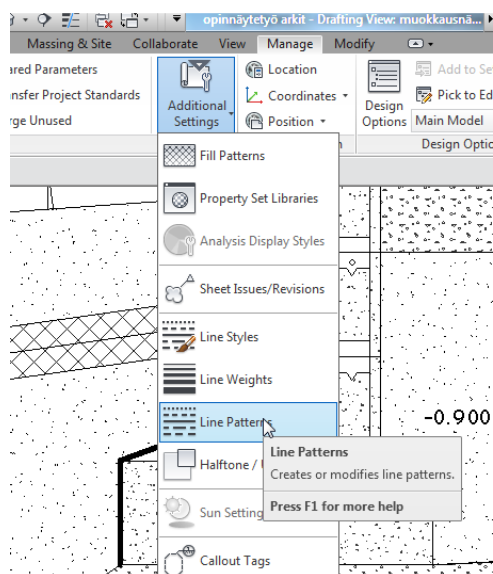 opinnäytetyö arkit - Drafting View: muokkausnä...
Massing & Site Collaborate View Manage Modify
ared Parameters
nsfer Project Standards
rge Unused
Additional
Settings
Location
Coordinates
Position
Design
Options
Add to Se
Pick to Ed
Main Model
Design Optio
Fill Patterns
Property Set Libraries
Analysis Display Styles
Sheet Issues/Revisions
Line Styles
Line Weights
Line Patterns
Halftone /
Sun Setting
Callout Tags
Line Patterns
Creates or modifies line patterns.
Press F1 for more help
-0.900